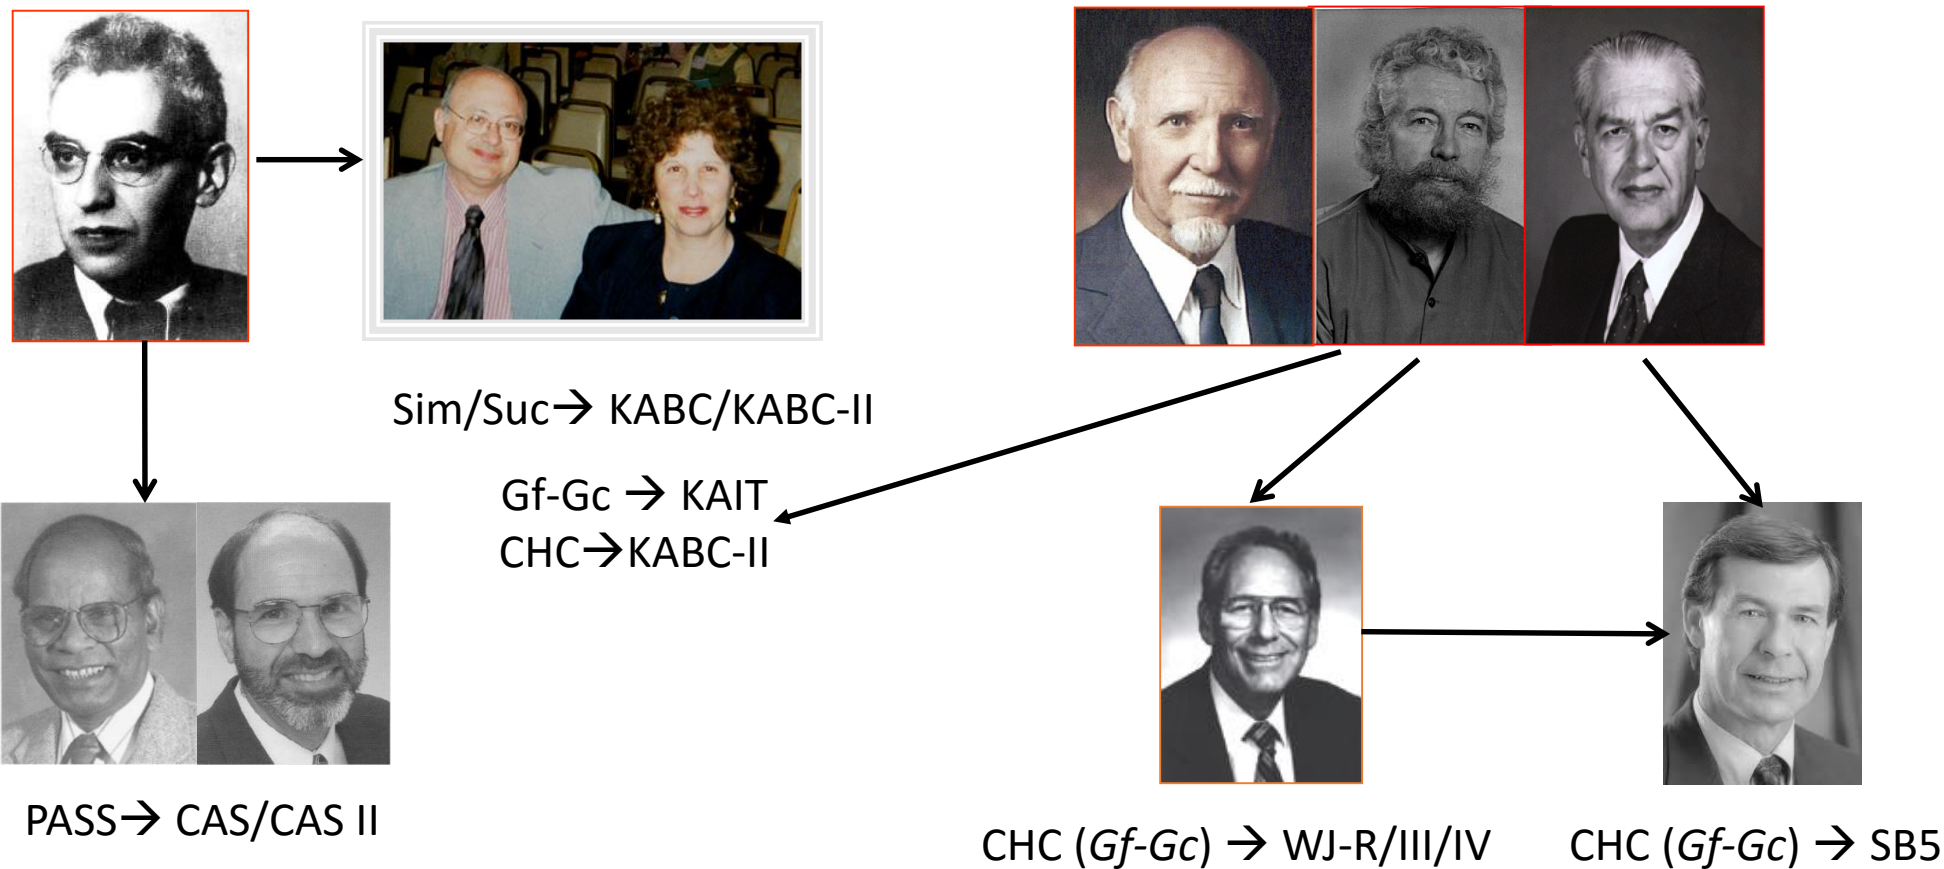 Sim/Suc→ KABC/KABC-II
Gf-Gc → KAIT
CHC→KABC-II
PASS→ CAS/CAS II
CHC (Gf-Gc) → WJ-R/III/IV
CHC (Gf-Gc) → SB5